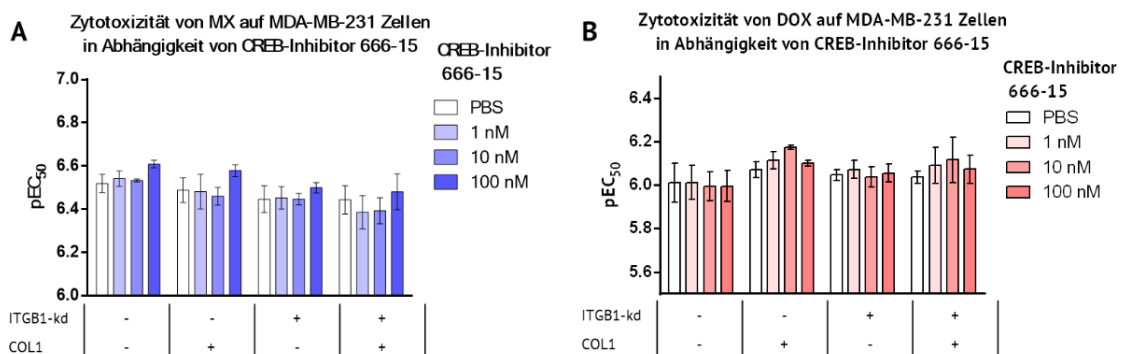 A
Zytotoxizität von MX auf MDA-MB-231 Zellen
in Abhängigkeit von CREB-Inhibitor 666-15
CREB-Inhibitor
666-15
PBS
1 nM
10 nM
100 nM
pEC50
7.0
6.8
6.6
6.4
6.2
6.0
ITGB1-kd - - + +
COL1 - + - +
B
Zytotoxizität von DOX auf MDA-MB-231 Zellen
in Abhängigkeit von CREB-Inhibitor 666-15
CREB-Inhibitor
666-15
PBS
1 nM
10 nM
100 nM
pEC50
6.4
6.2
6.0
5.8
5.6
ITGB1-kd - - + +
COL1 - + - +